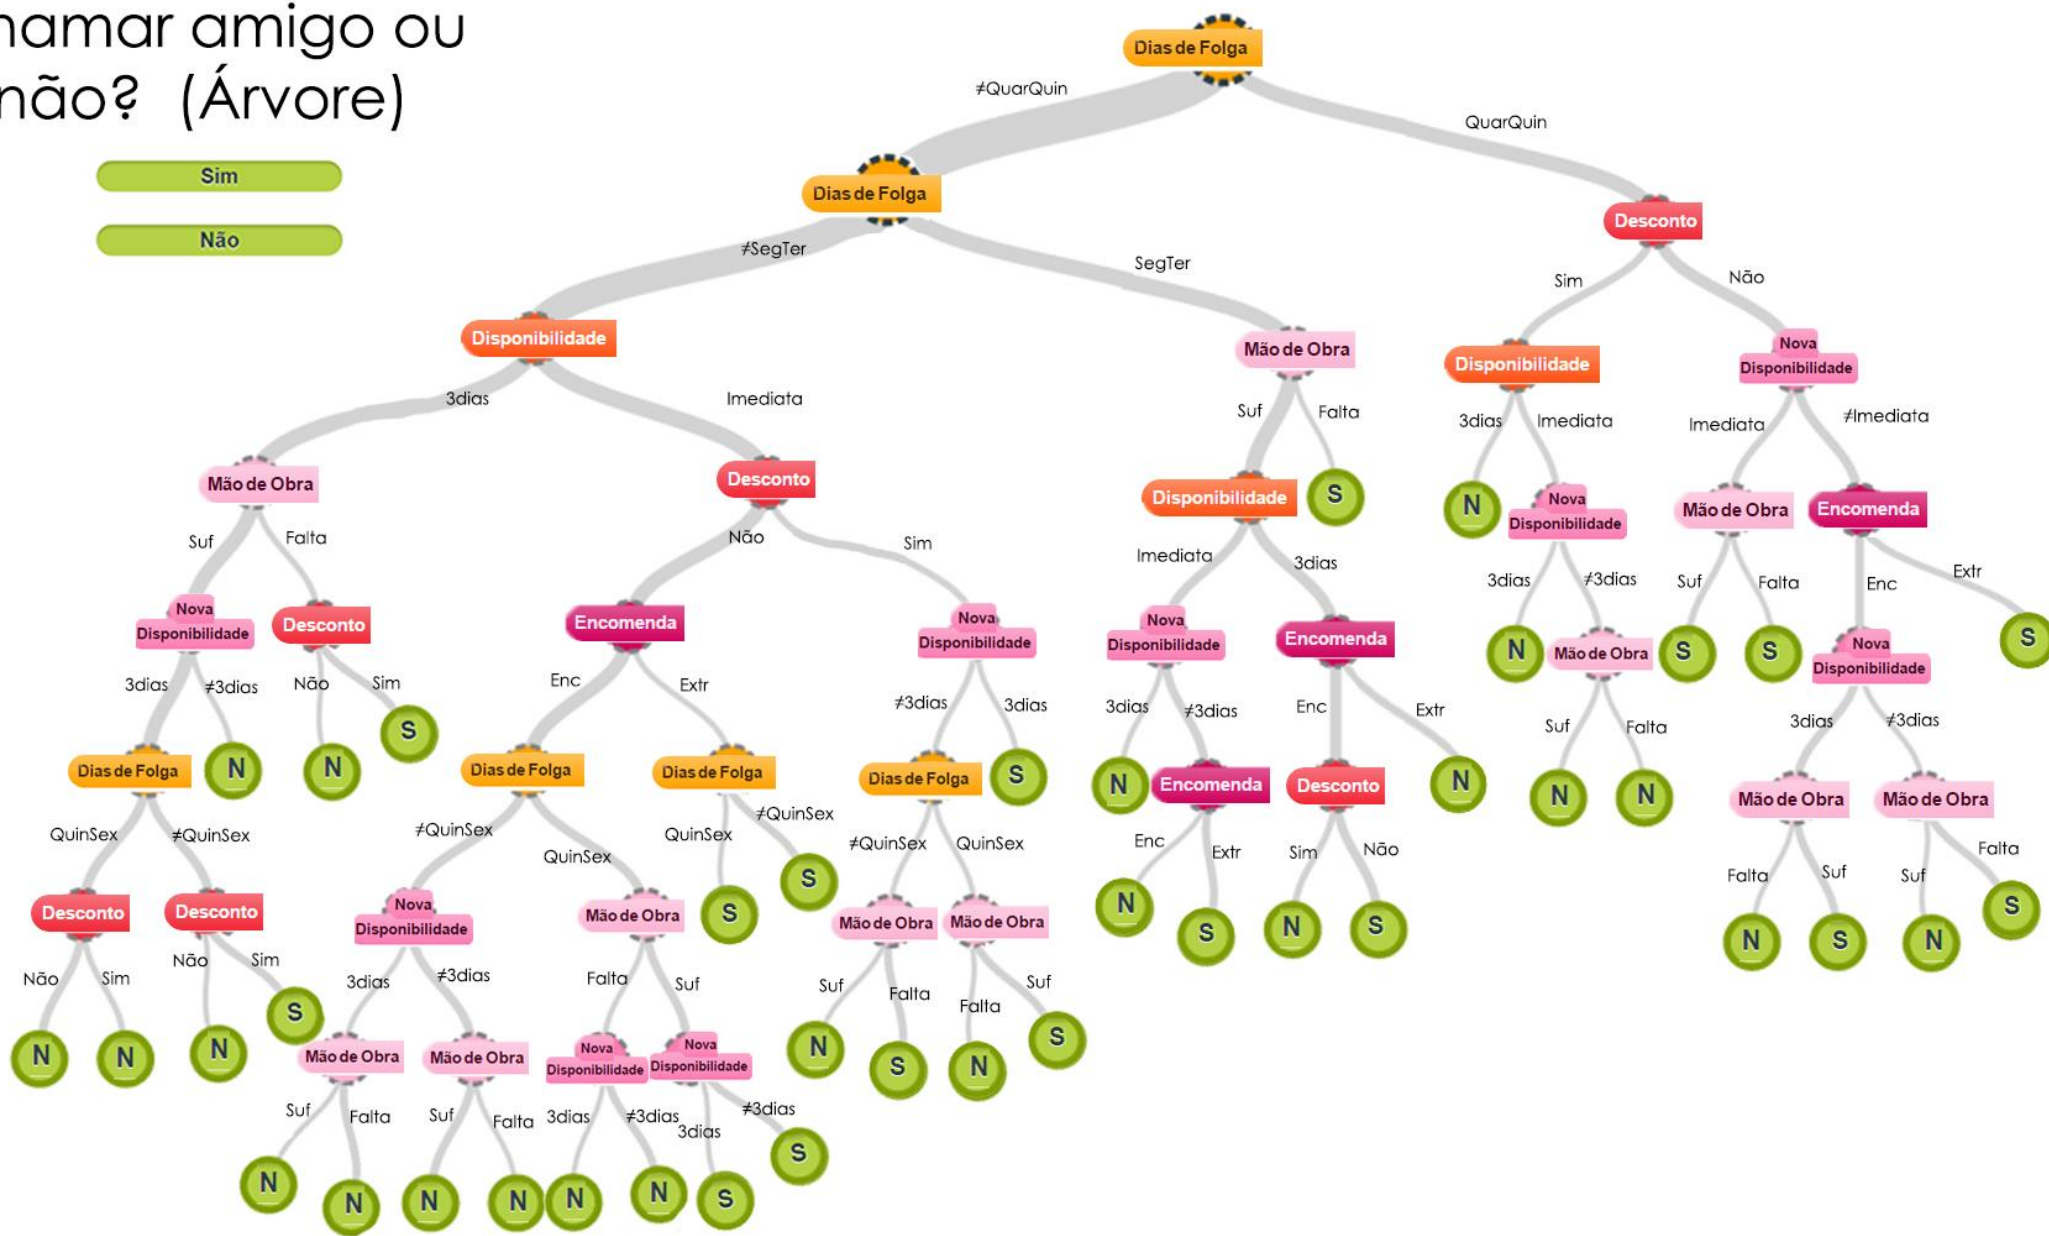 hamar amigo ou
não? (Árvore)
Sim
Não
Dias de Folga
≠QuarQuin
QuarQuin
Dias de Folga
Desconto
≠SegTer
SegTer
Sim
Não
Disponibilidade
Mão de Obra
Disponibilidade
Nova
Disponibilidade
3dias
Imediata
Suf
Falta
3dias
Imediata
Imediata
≠Imediata
Mão de Obra
Desconto
Disponibilidade
S
N
Nova
Disponibilidade
Mão de Obra
Encomenda
Suf
Falta
Não
Sim
Imediata
3dias
3dias
≠3dias
Suf
Falta
Enc
Extr
Nova
Disponibilidade
Desconto
Encomenda
Nova
Disponibilidade
Nova
Disponibilidade
Encomenda
N
Mão de Obra
S
S
Nova
Disponibilidade
S
3dias
≠3dias
Não
Sim
Enc
Extr
≠3dias
3dias
3dias
≠3dias
Enc
Extr
Suf
Falta
3dias
≠3dias
Dias de Folga
N
N
S
Dias de Folga
Dias de Folga
Dias de Folga
S
N
Encomenda
Desconto
N
N
N
Mão de Obra
Mão de Obra
QuinSex
≠QuinSex
≠QuinSex
QuinSex
QuinSex
≠QuinSex
≠QuinSex
QuinSex
Enc
Extr
Sim
Não
Falta
Suf
Suf
Falta
Desconto
Desconto
Nova
Disponibilidade
Mão de Obra
S
S
Mão de Obra
Mão de Obra
N
S
N
S
N
S
N
S
Não
Sim
Não
Sim
3dias
≠3dias
Falta
Suf
Suf
Falta
Falta
Suf
N
N
N
S
Mão de Obra
Mão de Obra
Nova
Disponibilidade
Nova
Disponibilidade
N
S
N
S
Suf
Falta
Suf
Falta
3dias
≠3dias
3dias
≠3dias
N
N
N
N
N
N
S
S